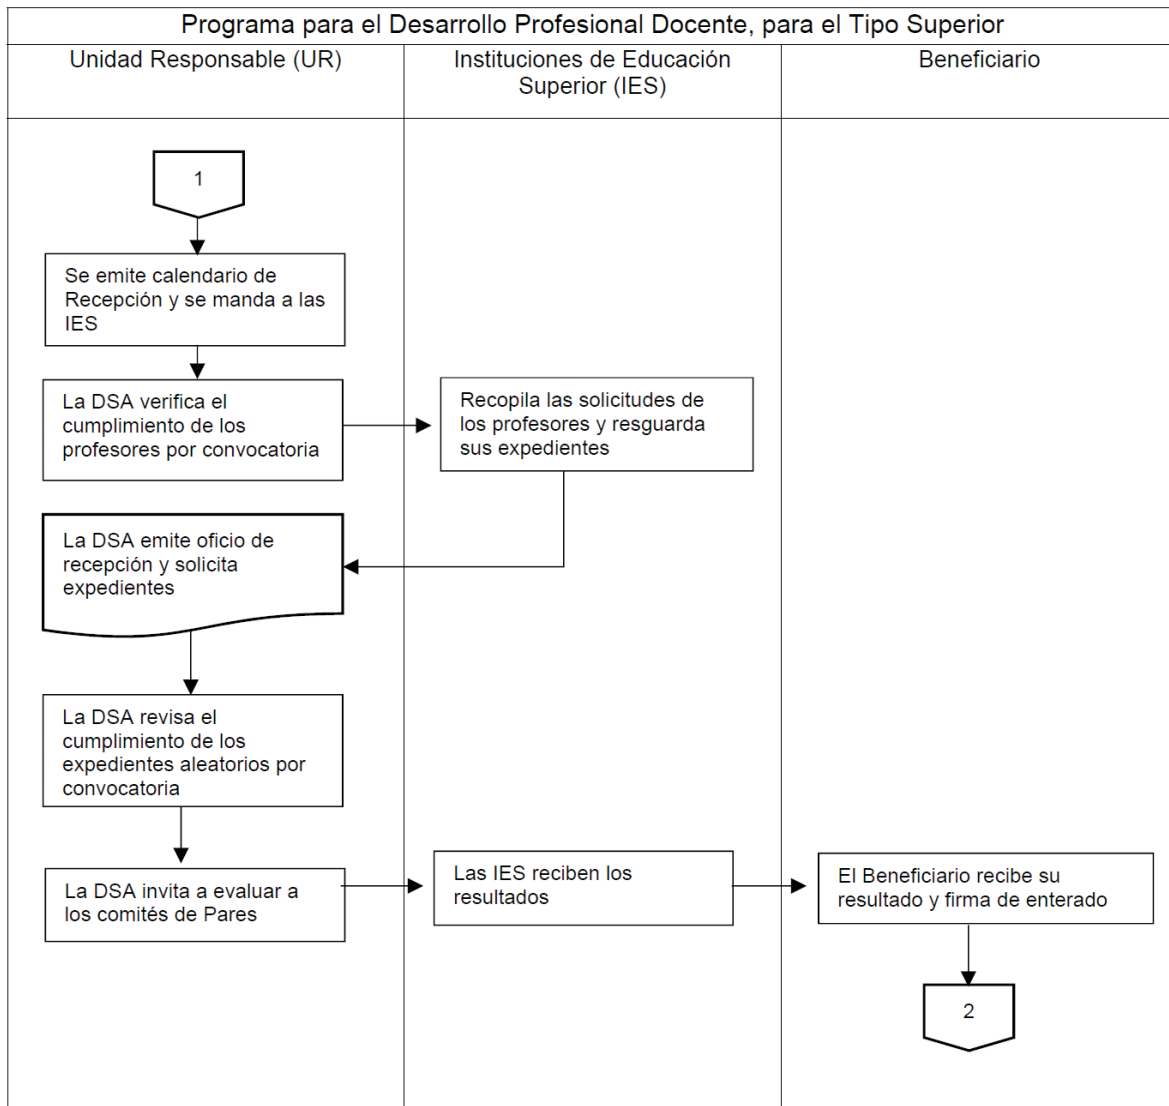 Programa para el Desarrollo Profesional Docente, para el Tipo Superior
Unidad Responsable (UR)
Instituciones de Educación
Superior (IES)
Beneficiario
1
Se emite calendario de
Recepción y se manda a las
IES
La DSA verifica el
cumplimiento de los
profesores por convocatoria
Recopila las solicitudes de
los profesores y resguarda
sus expedientes
La DSA emite oficio de
recepción y solicita
expedientes
La DSA revisa el
cumplimiento de los
expedientes aleatorios por
convocatoria
La DSA invita a evaluar a
los comités de Pares
Las IES reciben los
resultados
El Beneficiario recibe su
resultado y firma de enterado
2